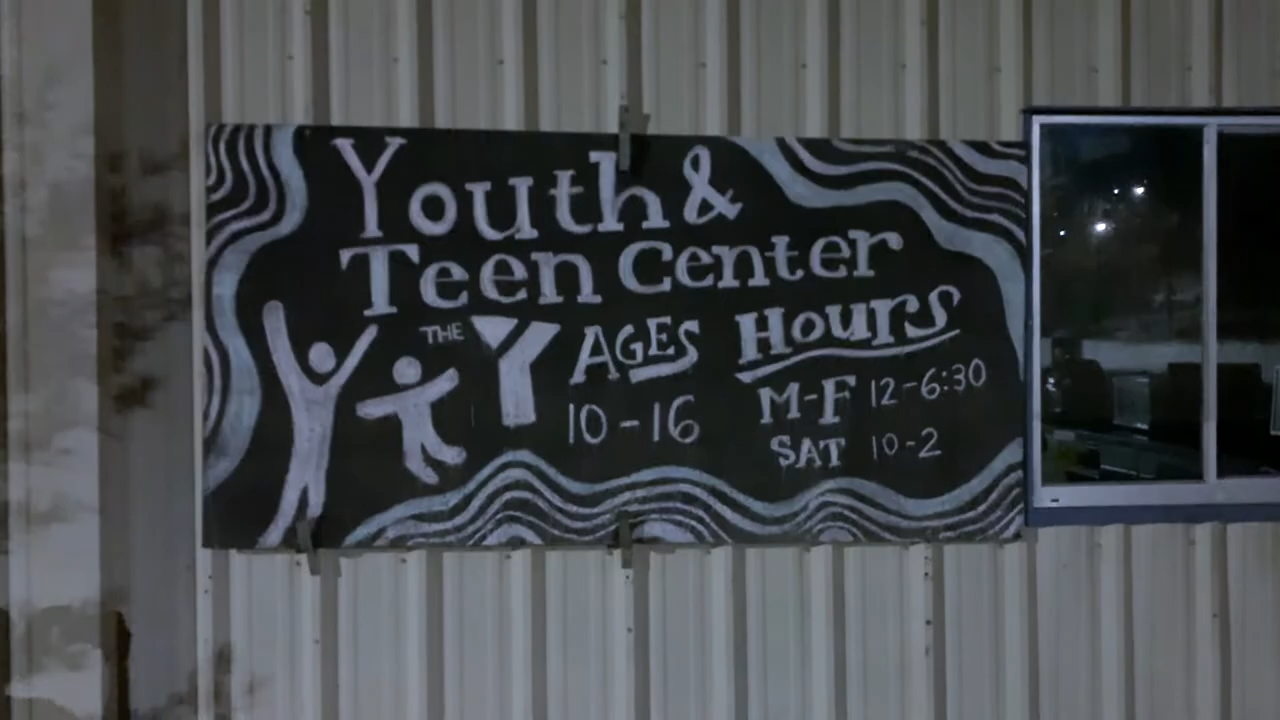 Youth &
Teen Center
THE Y
AGES
10-16
Hours
M-F 12-6:30
SAT 10-2